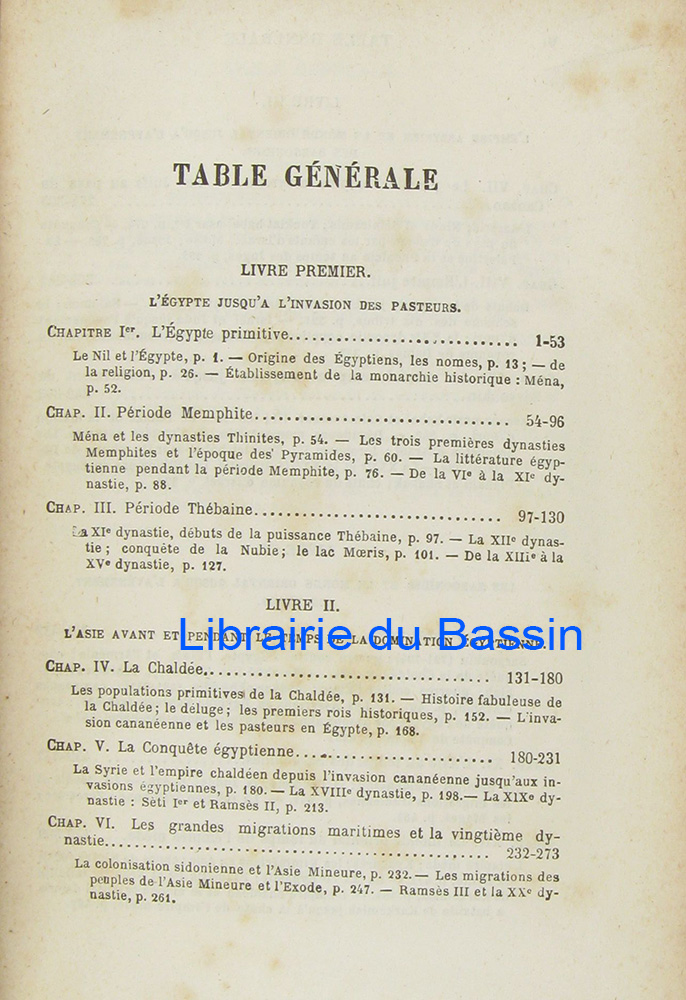 TABLE GÉNÉRALE
LIVRE PREMIER.
L'ÉGYPTE JUSQU'A L'INVASION DES PASTEURS.
CHAPITRE Ier. L'Égypte primitive.............................. 1-53
Le Nil et l'Égypte, p. 1. — Origine des Égyptiens, les nomes, p. 13; — de
la religion, p. 26. — Établissement de la monarchie historique : Ména,
p. 52.
CHAP. II. Période Memphite................................. 54-96
Ména et les dynasties Thinites, p. 54. — Les trois premières dynasties
Memphites et l'époque des Pyramides, p. 60. — La littérature égyp-
tienne pendant la période Memphite, p. 76. — De la VIe à la XIe dy-
nastie, p. 88.
CHAP. III. Période Thébaine................................ 97-130
La XIe dynastie, débuts de la puissance Thébaine, p. 97. — La XIIe dynas-
tie; conquête de la Nubie; le lac Mœris, p. 101. — De la XIIIe à la
XVe dynastie, p. 127.
LIVRE II.
L'ASIE AVANT ET PENDANT LE TEMPS DE LA DOMINATION ÉGYPTIENNE.
Librairie du Bassin
CHAP. IV. La Chaldée....................................... 131-180
Les populations primitives de la Chaldée, p. 131. — Histoire fabuleuse de
la Chaldée; le déluge; les premiers rois historiques, p. 152. — L'inva-
sion cananéenne et les pasteurs en Égypte, p. 168.
CHAP. V. La Conquête égyptienne......................... 180-231
La Syrie et l'empire chaldéen depuis l'invasion cananéenne jusqu'aux in-
vasions égyptiennes, p. 180. — La XVIIIe dynastie, p. 198. — La XIXe dy-
nastie : Séti Ier et Ramsès II, p. 213.
CHAP. VI. Les grandes migrations maritimes et la vingtième dy-
nastie.................................................... 232-273
La colonisation sidonienne et l'Asie Mineure, p. 232. — Les migrations des
peuples de l'Asie Mineure et l'Exode, p. 247. — Ramsès III et la XXe dy-
nastie, p. 261.